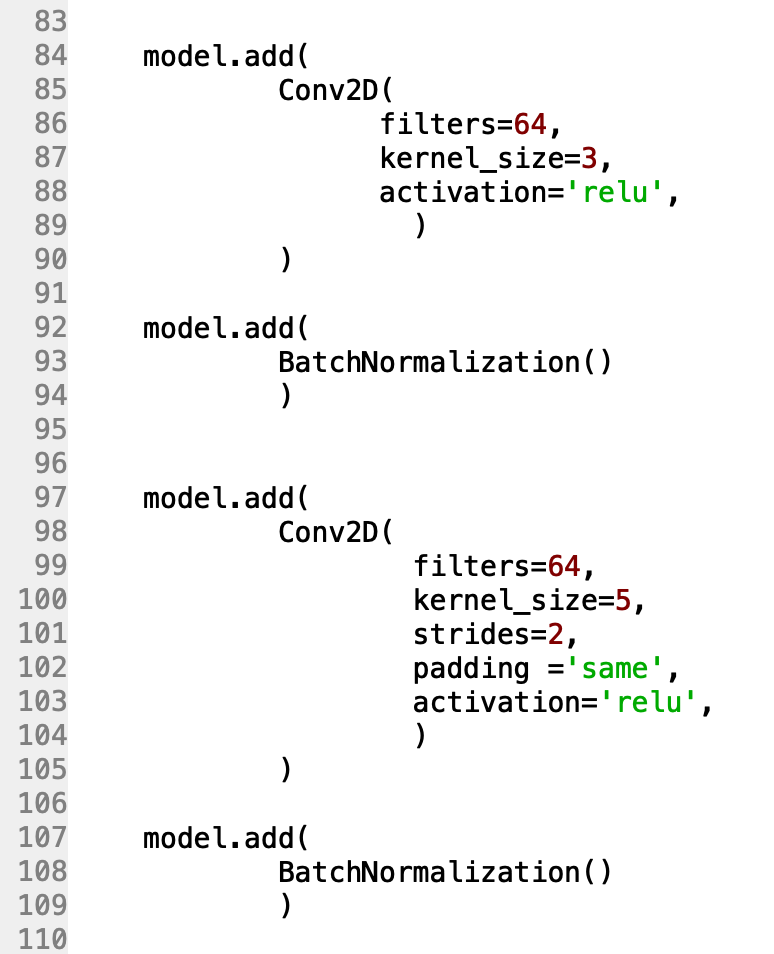 83
84 model.add(
85 Conv2D(
86 filters=64,
87 kernel_size=3,
88 activation='relu',
89 )
90 )
91
92 model.add(
93 BatchNormalization()
94 )
95
96
97 model.add(
98 Conv2D(
99 filters=64,
100 kernel_size=5,
101 strides=2,
102 padding ='same',
103 activation='relu',
104 )
105 )
106
107 model.add(
108 BatchNormalization()
109 )
110